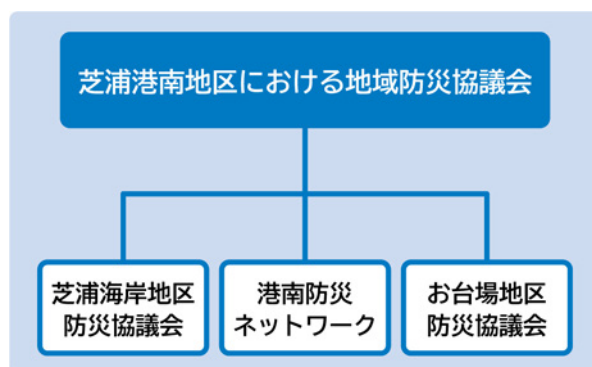 芝浦港南地区における地域防災協議会
芝浦海岸地区
防災協議会
港南防災
ネットワーク
お台場地区
防災協議会